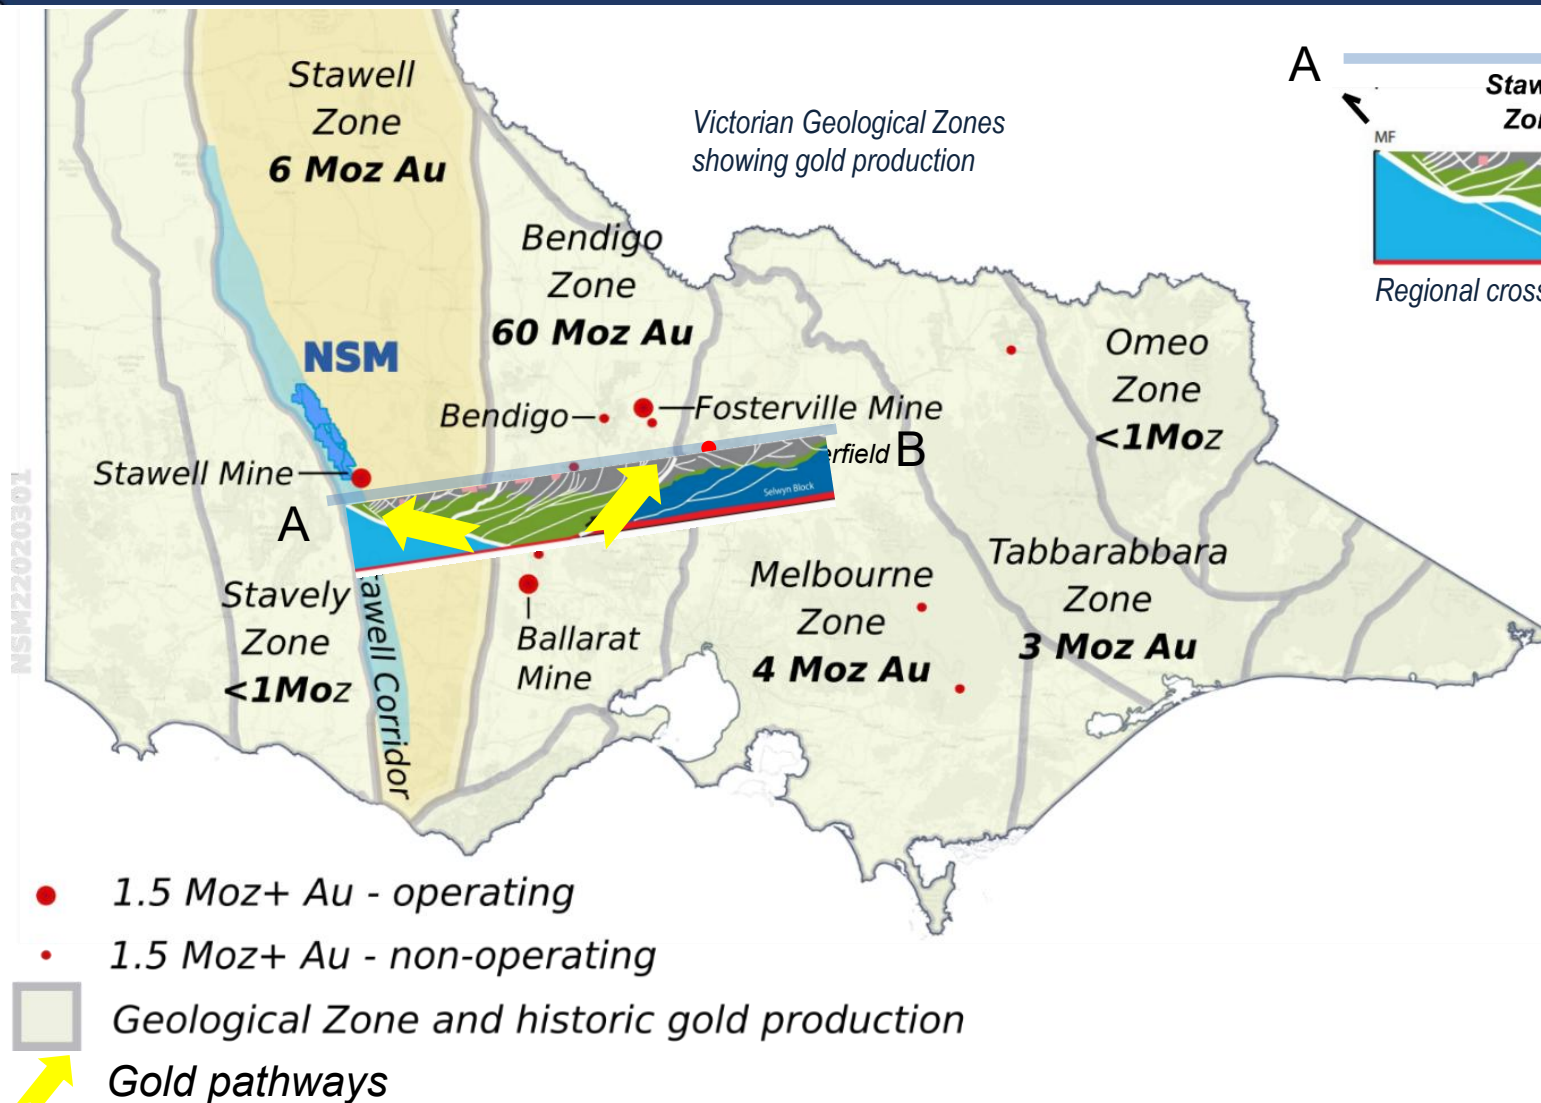 Stawell
Zone
6 Moz Au
Victorian Geological Zones
showing gold production
A
MF
Regional
Bendigo
Zone
60 Moz Au
NSM
Omeo
Zone
<1Moz
Bendigo
Fosterville Mine
B
Stawell Mine
A
Selwyn Block
NSM22020301
Stavely
Zone
<1Moz
Corridor
Ballarat
Mine
Melbourne
Zone
4 Moz Au
Tabbarabbara
Zone
3 Moz Au
1.5 Moz+ Au - operating
1.5 Moz+ Au - non-operating
Geological Zone and historic gold production
Gold pathways